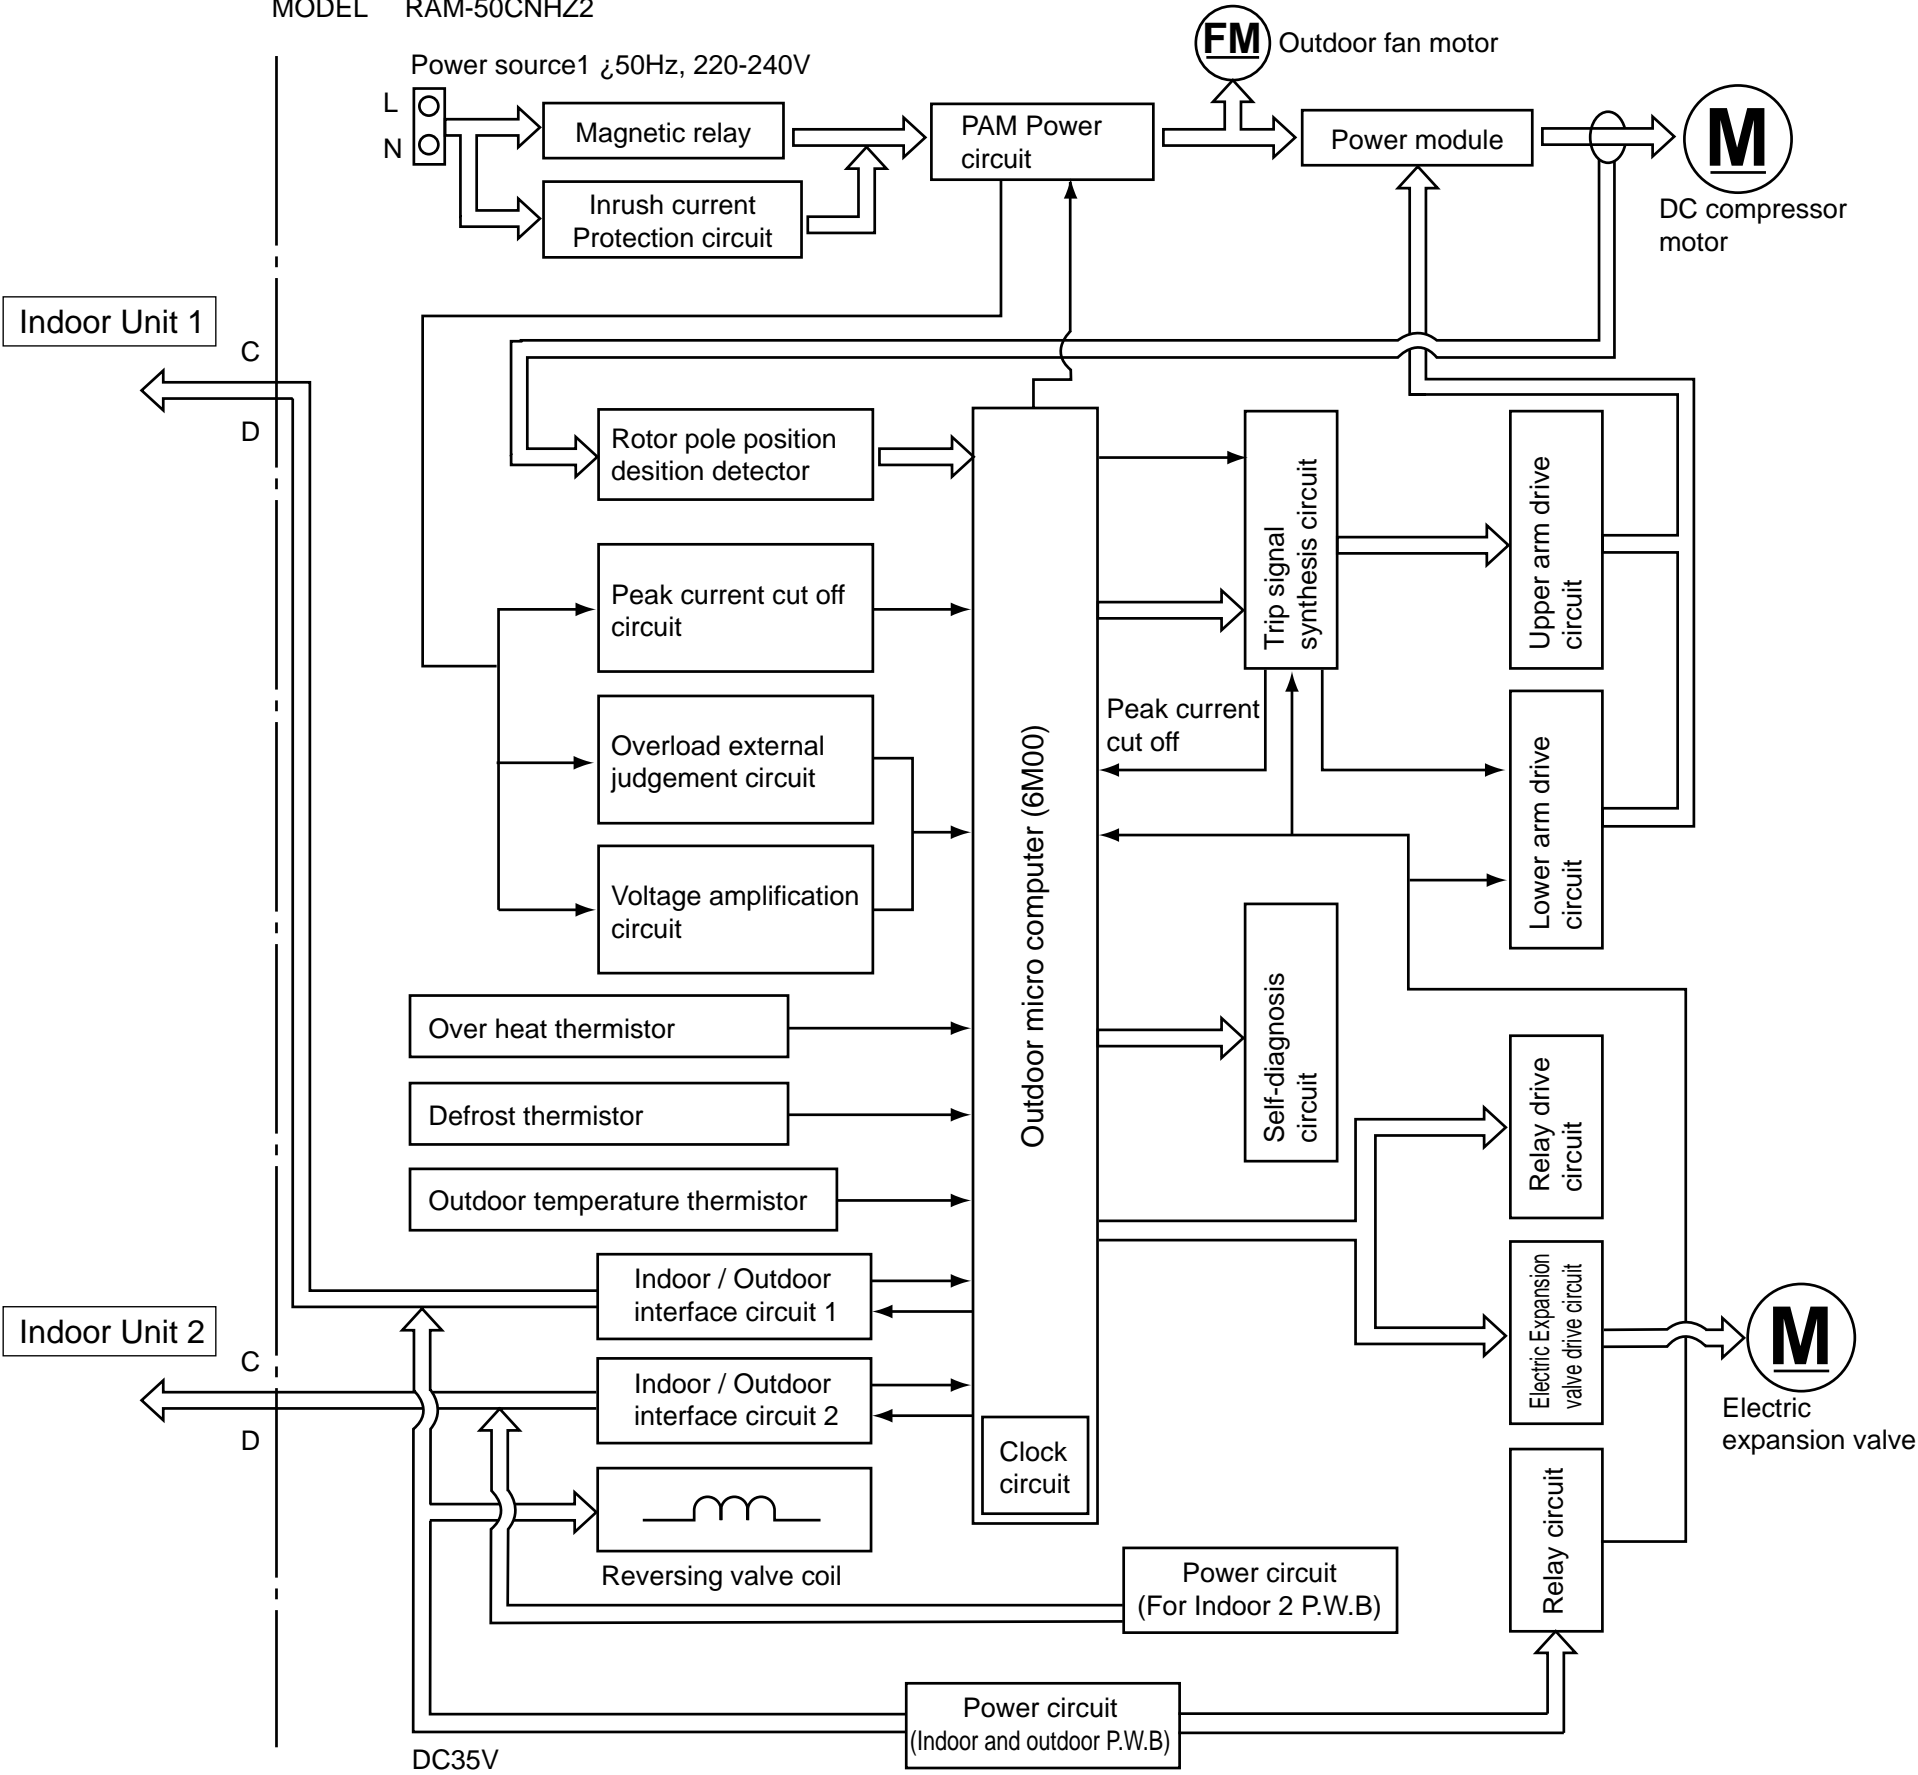 MODEL RAM-50CNHZ2
Power source1 ¿50Hz, 220-240V
FM Outdoor fan motor
L
N
Magnetic relay
PAM Power
circuit
Power module
M
DC compressor
motor
Inrush current
Protection circuit
Indoor Unit 1
C
D
Rotor pole position
desition detector
Peak current cut off
circuit
Overload external
judgement circuit
Voltage amplification
circuit
Over heat thermistor
Defrost thermistor
Outdoor temperature thermistor
Indoor / Outdoor
interface circuit 1
Indoor Unit 2
C
D
Indoor / Outdoor
interface circuit 2
Reversing valve coil
Outdoor micro computer (6M00)
Clock
circuit
Trip signal
synthesis circuit
Peak current
cut off
Upper arm drive
circuit
Lower arm drive
circuit
Self-diagnosis
circuit
Relay drive
circuit
Electric Expansion
valve drive circuit
M
Electric
expansion valve
Relay circuit
Power circuit
(For Indoor 2 P.W.B)
Power circuit
(Indoor and outdoor P.W.B)
DC35V